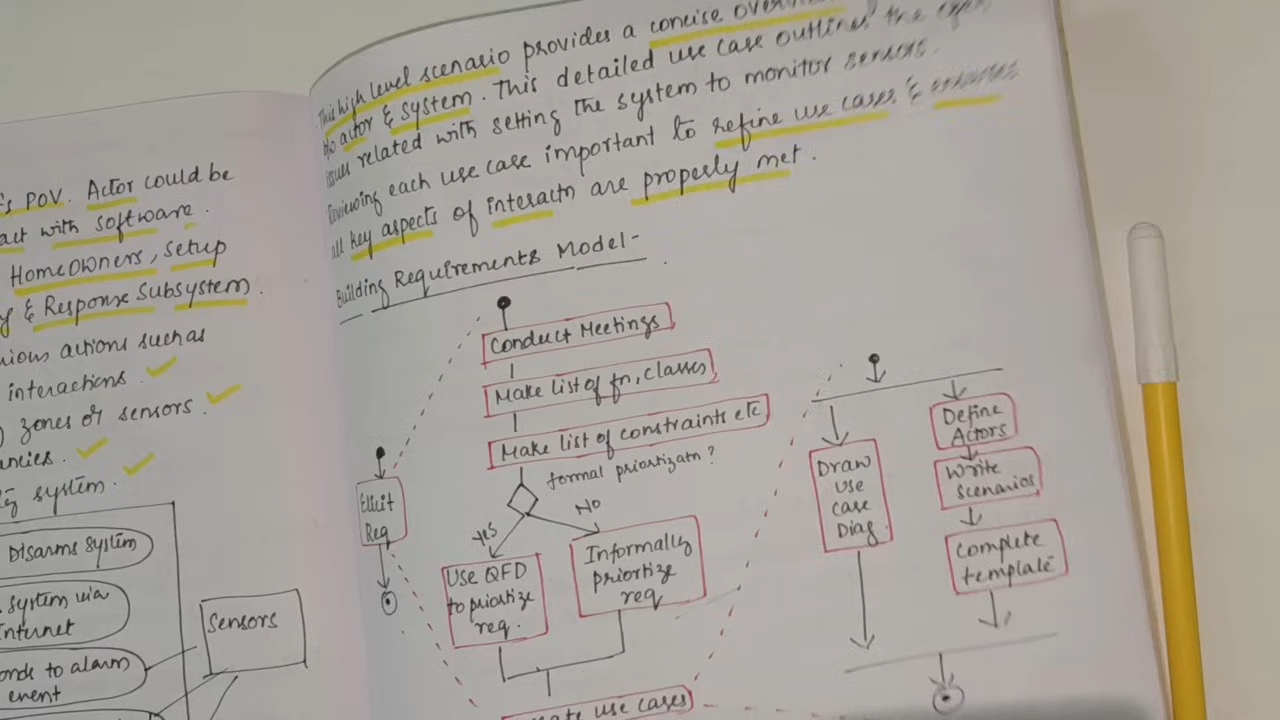 's POV. Actor could be
act with software.
HomeOwners, Setup
& Response Subsystem.
actions such as
interactions.
zones of sensors.
system.
Disarms system
system via
Internet
to alarm
event
Sensors
This high level scenario provides a concise
b/w actor & system. This detailed use case outlines the
issues related with setting the system to monitor sensors.
Reviewing each use case important to refine use cases &
all key aspects of interactn are properly met.
Building Requirements Model-
Conduct Meetings
Make list of fn, classes
Make list of constraints etc
formal prioritizatn?
Yes
No
Elicit
Req
Use QFD
to priortize
req.
Informally
priortize
req
use cases
Draw
use
case
Diag.
Define
Actors
Write
scenarios
Complete
template